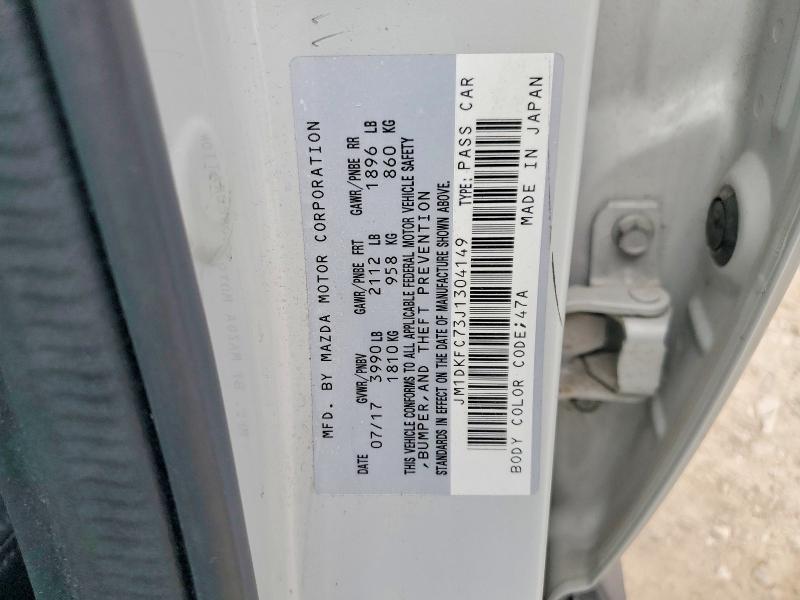 MFD. BY MAZDA MOTOR CORPORATION
DATE GVWR/PNBV GAWR/PNBE FRT GAWR/PNBE RR
07/17 3990 LB 2112 LB 1896 LB
1810 KG 958 KG 860 KG
THIS VEHICLE CONFORMS TO ALL APPLICABLE FEDERAL MOTOR VEHICLE SAFETY
,BUMPER,AND THEFT PREVENTION
STANDARDS IN EFFECT ON THE DATE OF MANUFACTURE SHOWN ABOVE.
JM1DKFC73J1304149 TYPE: PASS CAR
BODY COLOR CODE;47A MADE IN JAPAN